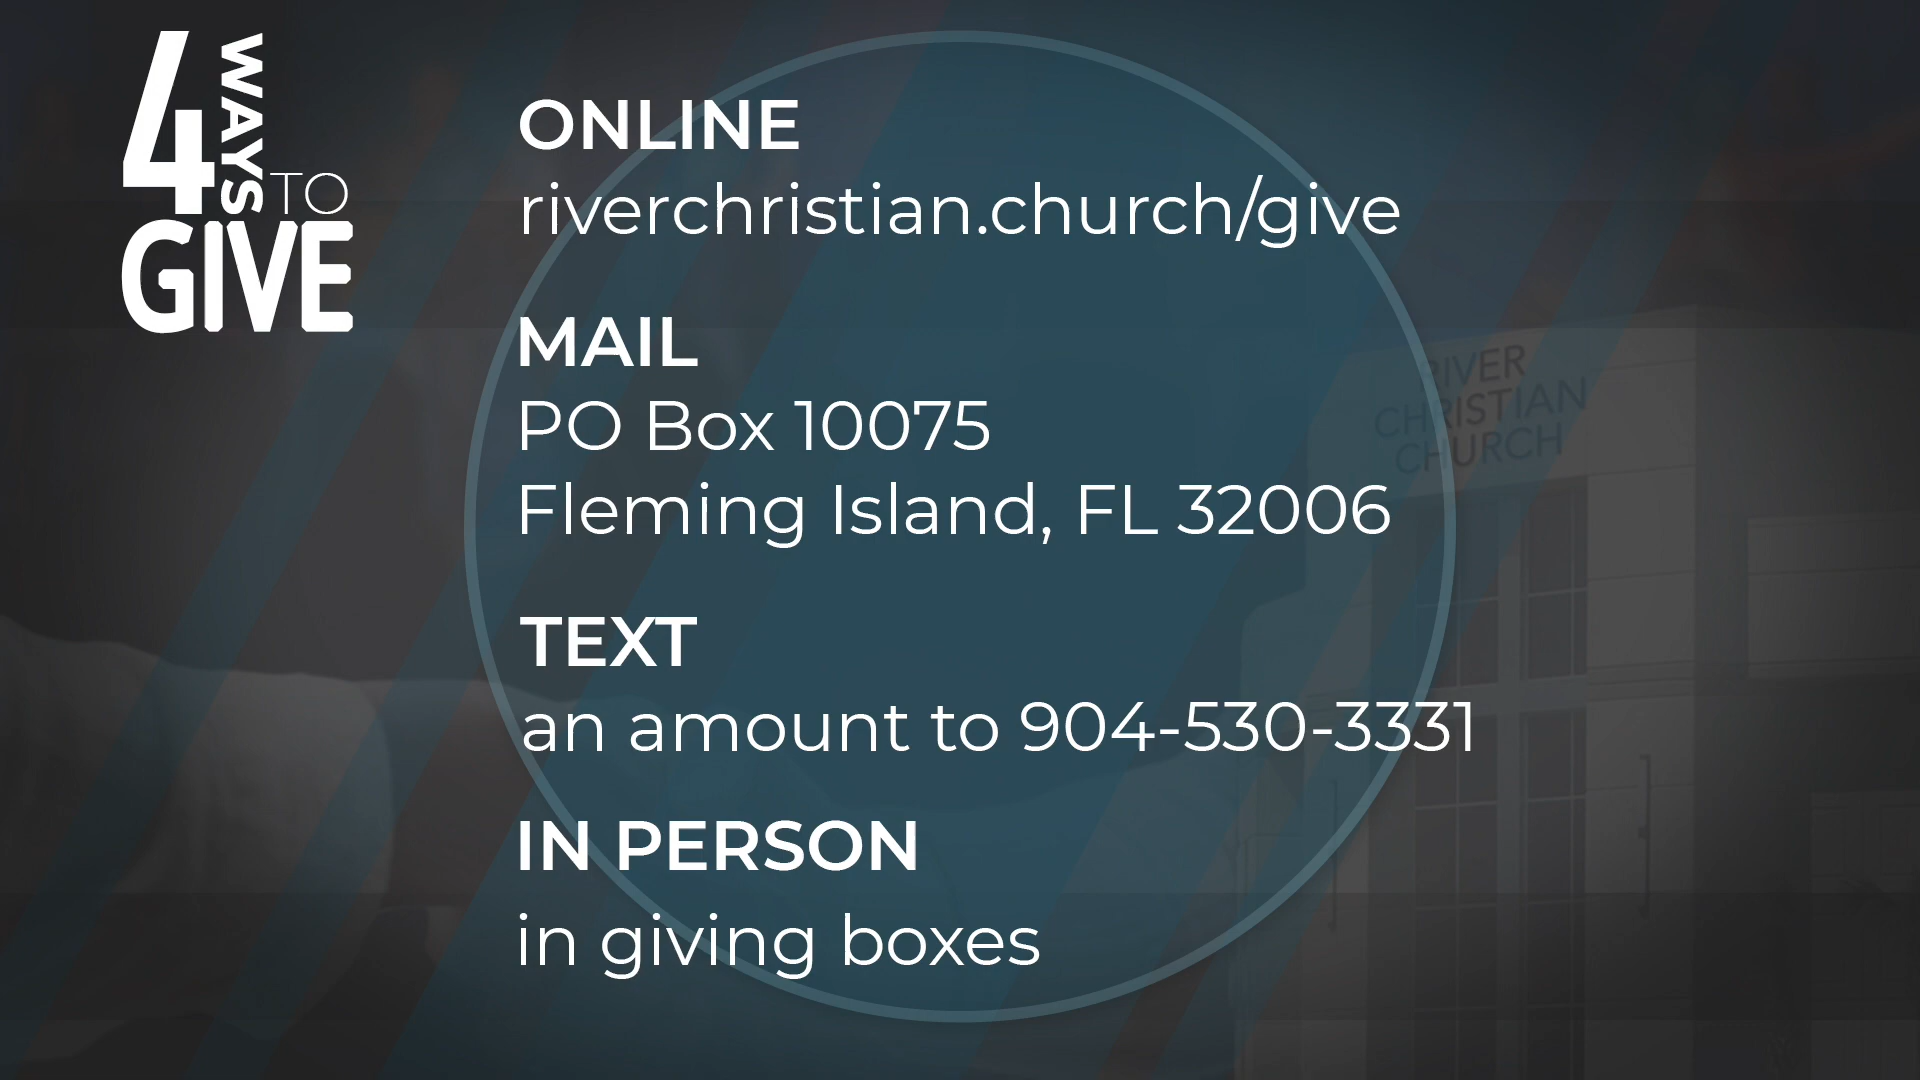 4 WAYS TO
GIVE
ONLINE
riverchristian.church/give
MAIL
PO Box 10075
Fleming Island, FL 32006
TEXT
an amount to 904-530-3331
IN PERSON
in giving boxes
RIVER
CHRISTIAN
CHURCH